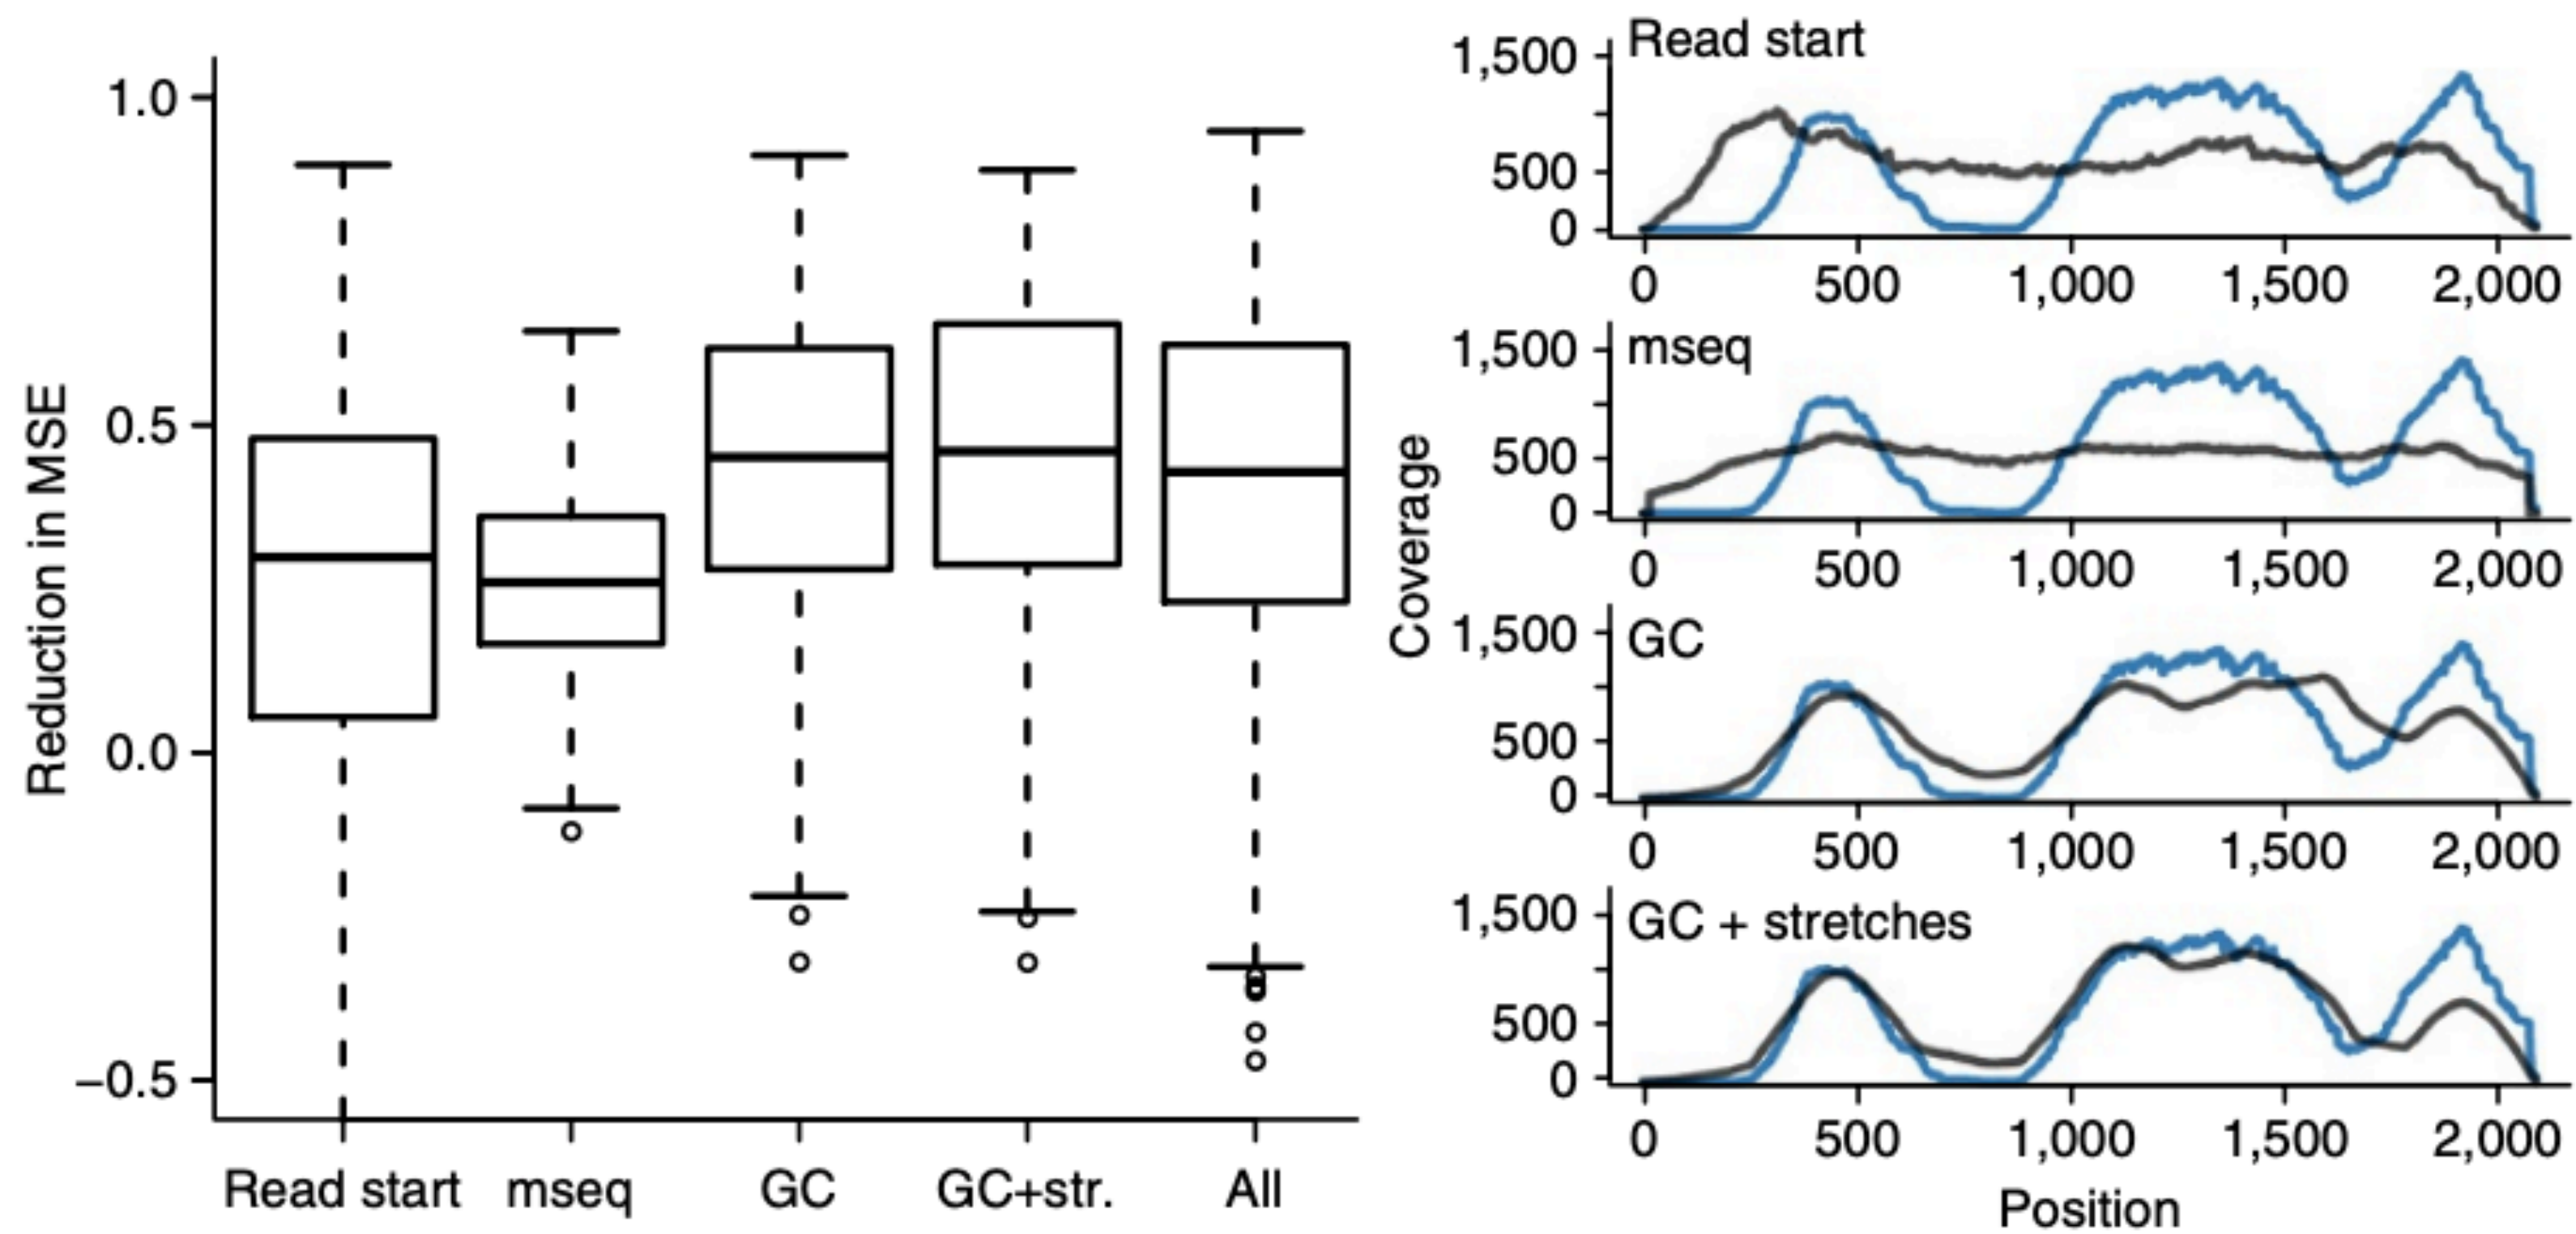 Reduction in MSE
1.0
0.5
0.0
−0.5
Read start mseq GC GC+str. All
Coverage
Read start
1,500
500
0
0 500 1,000 1,500 2,000
mseq
1,500
500
0
0 500 1,000 1,500 2,000
GC
1,500
500
0
0 500 1,000 1,500 2,000
GC + stretches
1,500
500
0
0 500 1,000 1,500 2,000
Position